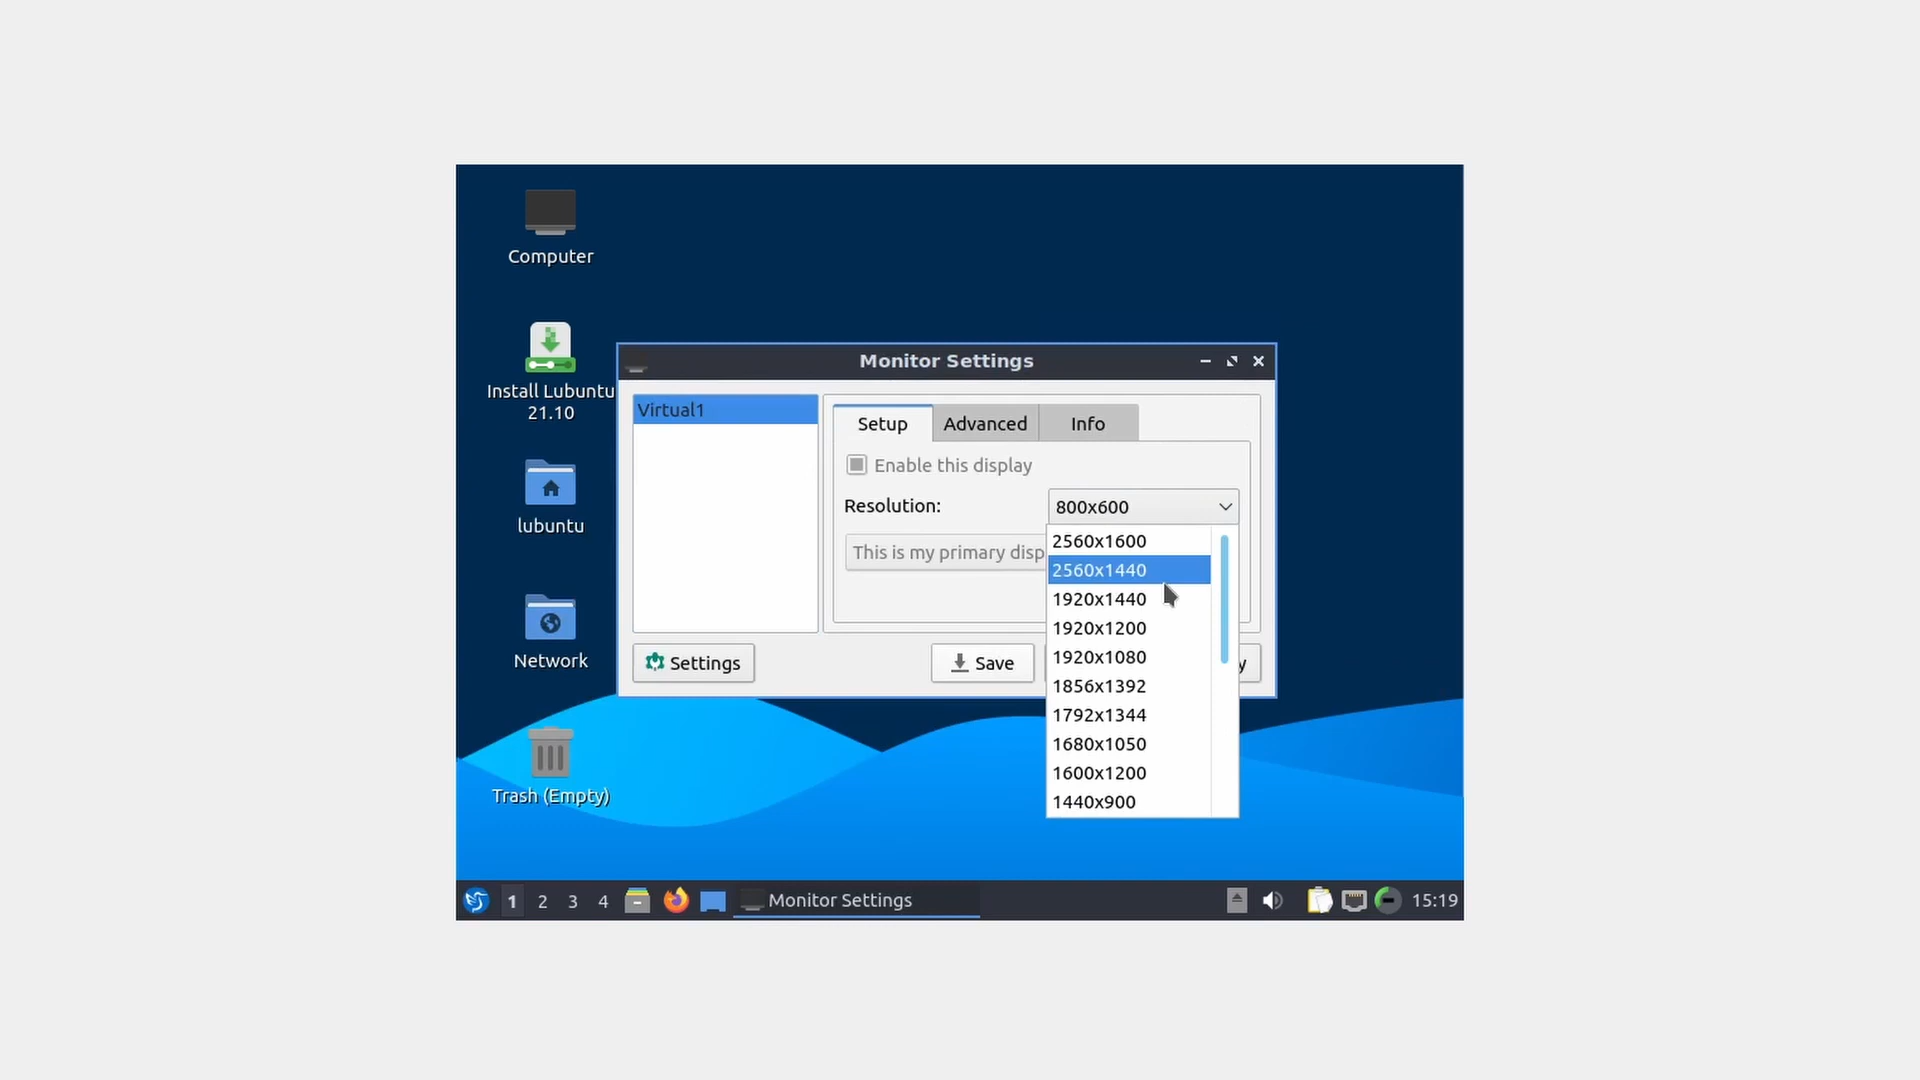 Computer
Install Lubuntu
21.10
lubuntu
Network
Trash (Empty)
Monitor Settings
Virtual1
Setup
Advanced
Info
Enable this display
Resolution:
800x600
This is my primary disp
2560x1600
2560x1440
1920x1440
1920x1200
1920x1080
1856x1392
1792x1344
1680x1050
1600x1200
1440x900
Settings
Save
y
1
2
3
4
Monitor Settings
15:19